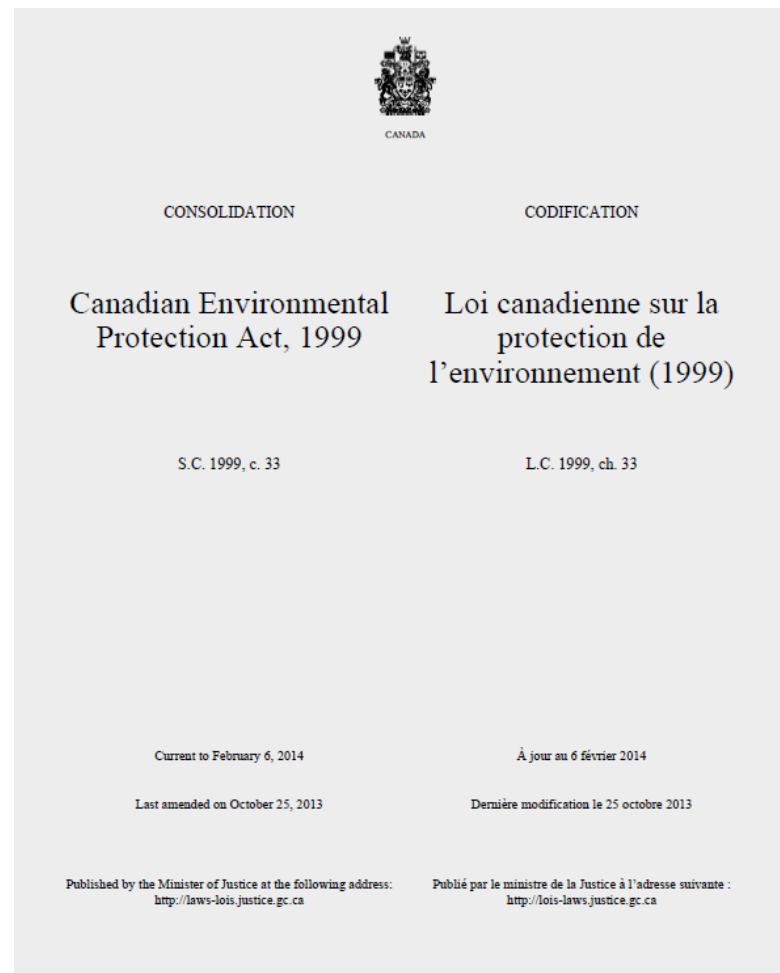 CANADA
CONSOLIDATION
Canadian Environmental
Protection Act, 1999
S.C. 1999, c. 33
Current to February 6, 2014
Last amended on October 25, 2013
Published by the Minister of Justice at the following address:
http://laws-lois.justice.gc.ca
CODIFICATION
Loi canadienne sur la
protection de
l’environnement (1999)
L.C. 1999, ch. 33
À jour au 6 février 2014
Dernière modification le 25 octobre 2013
Publié par le ministre de la Justice à l’adresse suivante :
http://lois-laws.justice.gc.ca